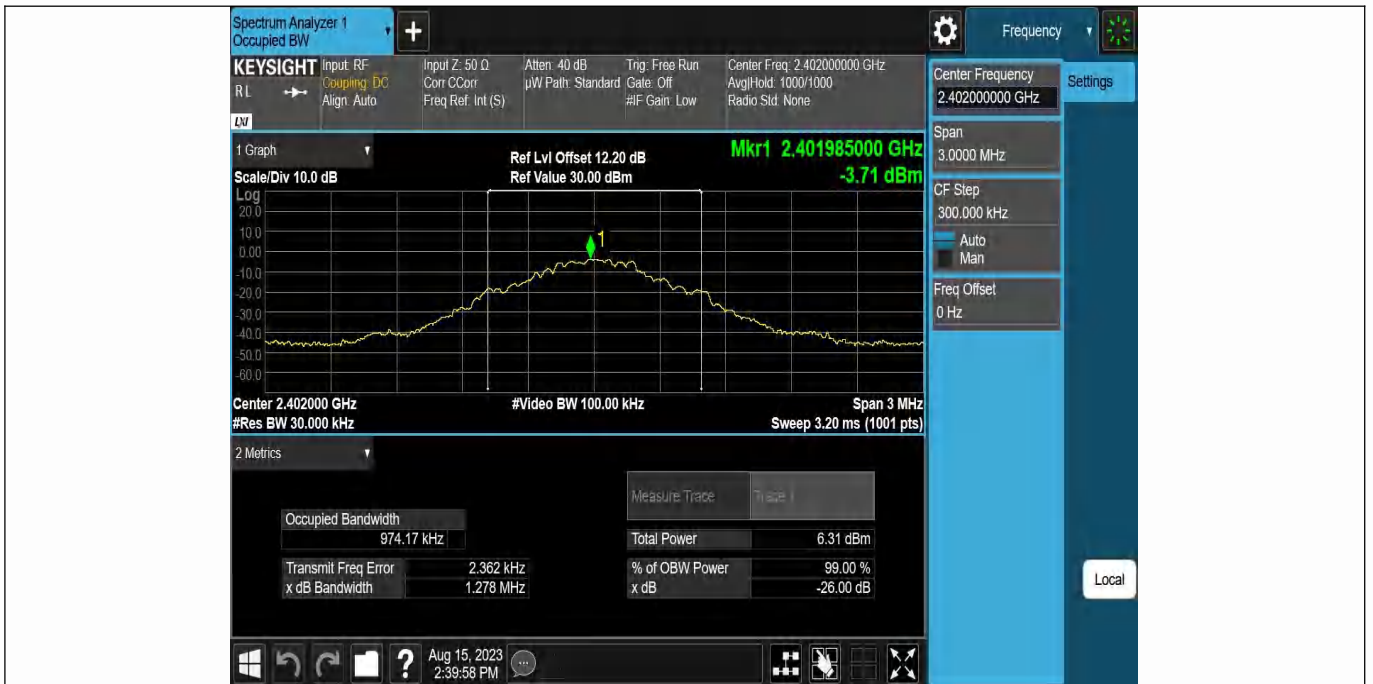 Spectrum Analyzer 1
Occupied BW
+
Frequency
KEYSIGHT
R L
LXI
Input: RF
Coupling: DC
Align: Auto
Input Z: 50 Ω
Corr CCorr
Freq Ref: Int (S)
Atten: 40 dB
µW Path: Standard
Trig: Free Run
Gate: Off
#IF Gain: Low
Center Freq: 2.402000000 GHz
Avg|Hold: 1000/1000
Radio Std: None
Center Frequency
2.402000000 GHz
Settings
Span
3.0000 MHz
CF Step
300.000 kHz
Auto
Man
Freq Offset
0 Hz
Local
1 Graph
Scale/Div 10.0 dB
Ref Lvl Offset 12.20 dB
Ref Value 30.00 dBm
Mkr1 2.401985000 GHz
-3.71 dBm
Log
20.0
10.0
0.00
-10.0
-20.0
-30.0
-40.0
-50.0
-60.0
1
Center 2.402000 GHz
#Res BW 30.000 kHz
#Video BW 100.00 kHz
Span 3 MHz
Sweep 3.20 ms (1001 pts)
2 Metrics
Measure Trace Trace 1
Occupied Bandwidth
974.17 kHz
Total Power 6.31 dBm
Transmit Freq Error 2.362 kHz
% of OBW Power 99.00 %
x dB Bandwidth 1.278 MHz
x dB -26.00 dB
?
Aug 15, 2023
2:39:58 PM